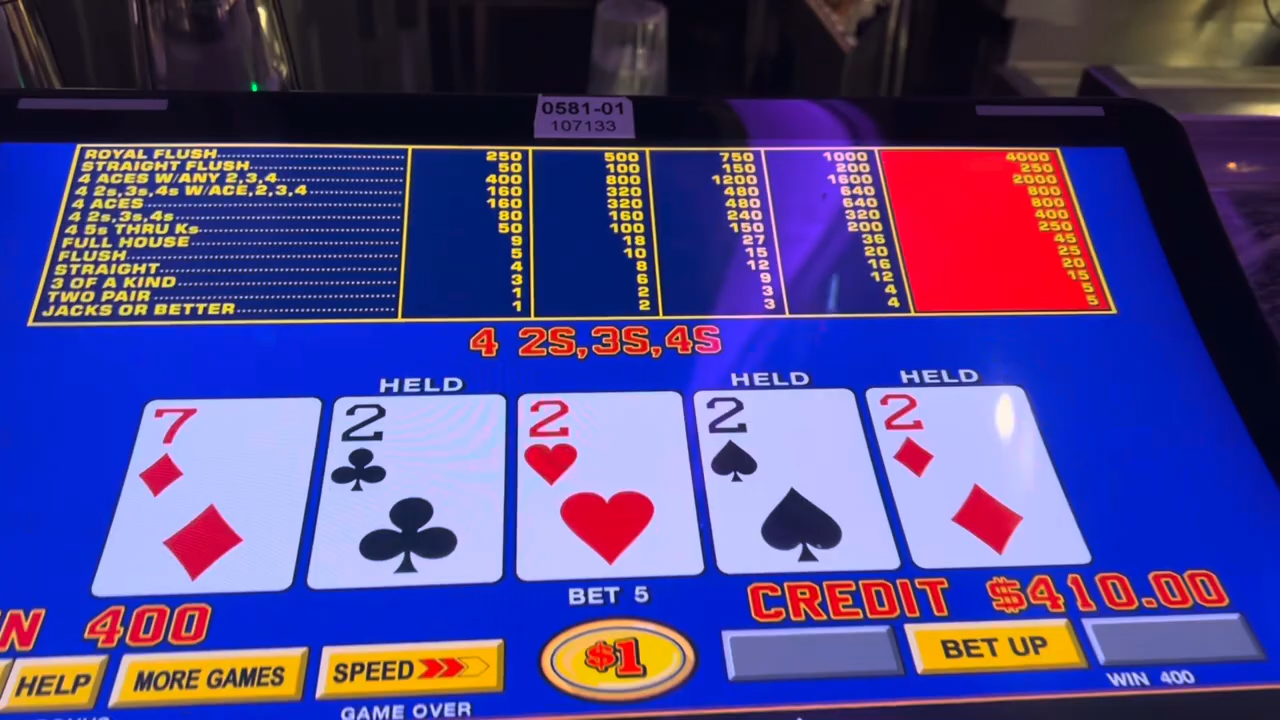 0581-01
107133
ROYAL FLUSH 250 500 750 1000 4000
STRAIGHT FLUSH 50 100 150 200 250
4 ACES W/ANY 2,3,4 400 800 1200 1600 2000
4 2s,3s,4s W/ACE,2,3,4 160 320 480 640 800
4 ACES 160 320 480 640 800
4 2s,3s,4s 80 160 240 320 400
4 5s THRU Ks 50 100 150 200 250
FULL HOUSE 9 18 27 36 45
FLUSH 5 10 15 20 25
STRAIGHT 4 8 12 16 20
3 OF A KIND 3 6 9 12 15
TWO PAIR 1 2 3 4 5
JACKS OR BETTER 1 2 3 4 5
4 2S,3S,4S
HELD HELD HELD
7 2 2 2 2
BET 5
N 400 CREDIT $410.00
HELP MORE GAMES SPEED $1 BET UP
GAME OVER WIN 400